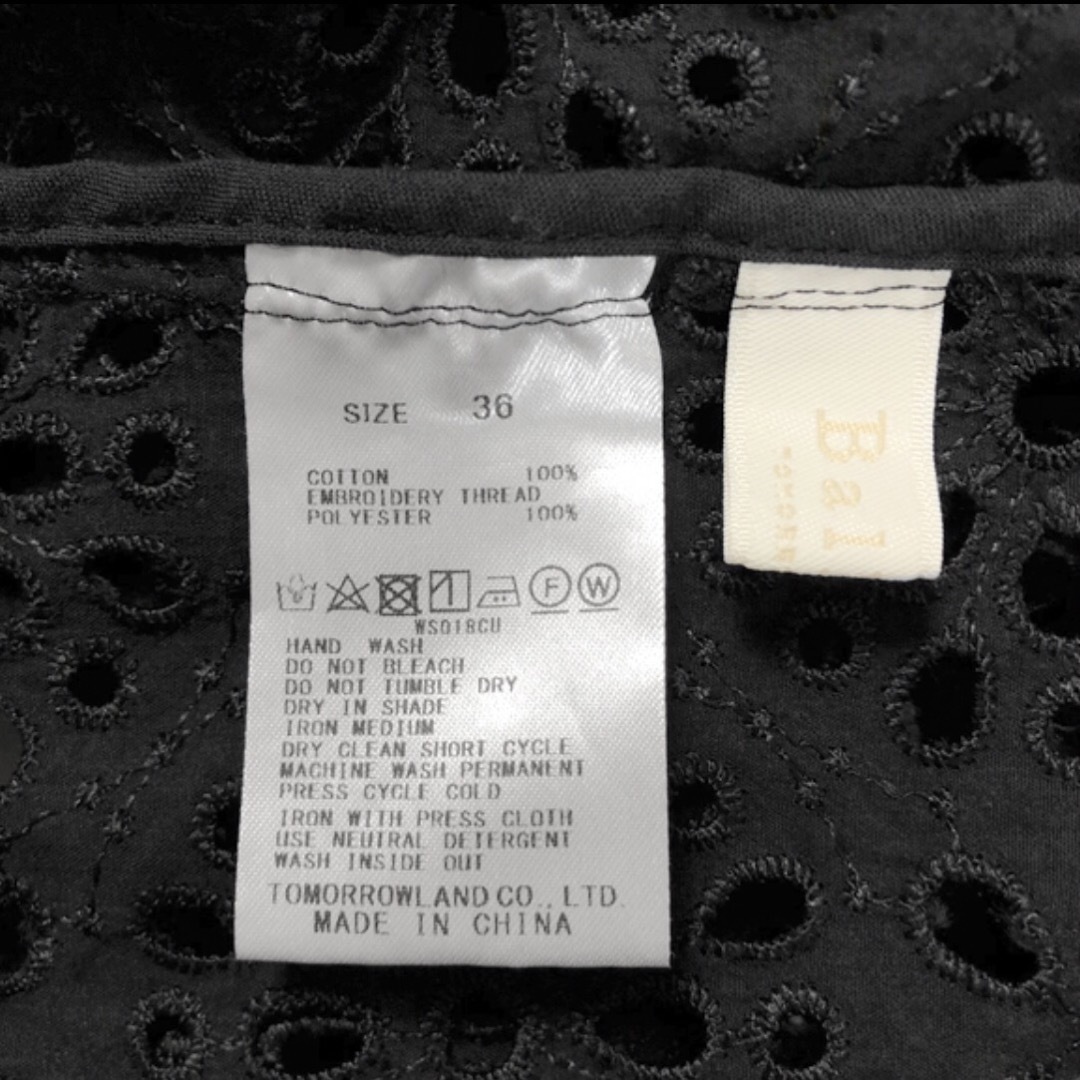 SIZE 36
COTTON 100%
EMBROIDERY THREAD
POLYESTER 100%
F W
WS018CU
HAND WASH
DO NOT BLEACH
DO NOT TUMBLE DRY
DRY IN SHADE
IRON MEDIUM
DRY CLEAN SHORT CYCLE
MACHINE WASH PERMANENT
PRESS CYCLE COLD
IRON WITH PRESS CLOTH
USE NEUTRAL DETERGENT
WASH INSIDE OUT
TOMORROWLAND CO., LTD.
MADE IN CHINA